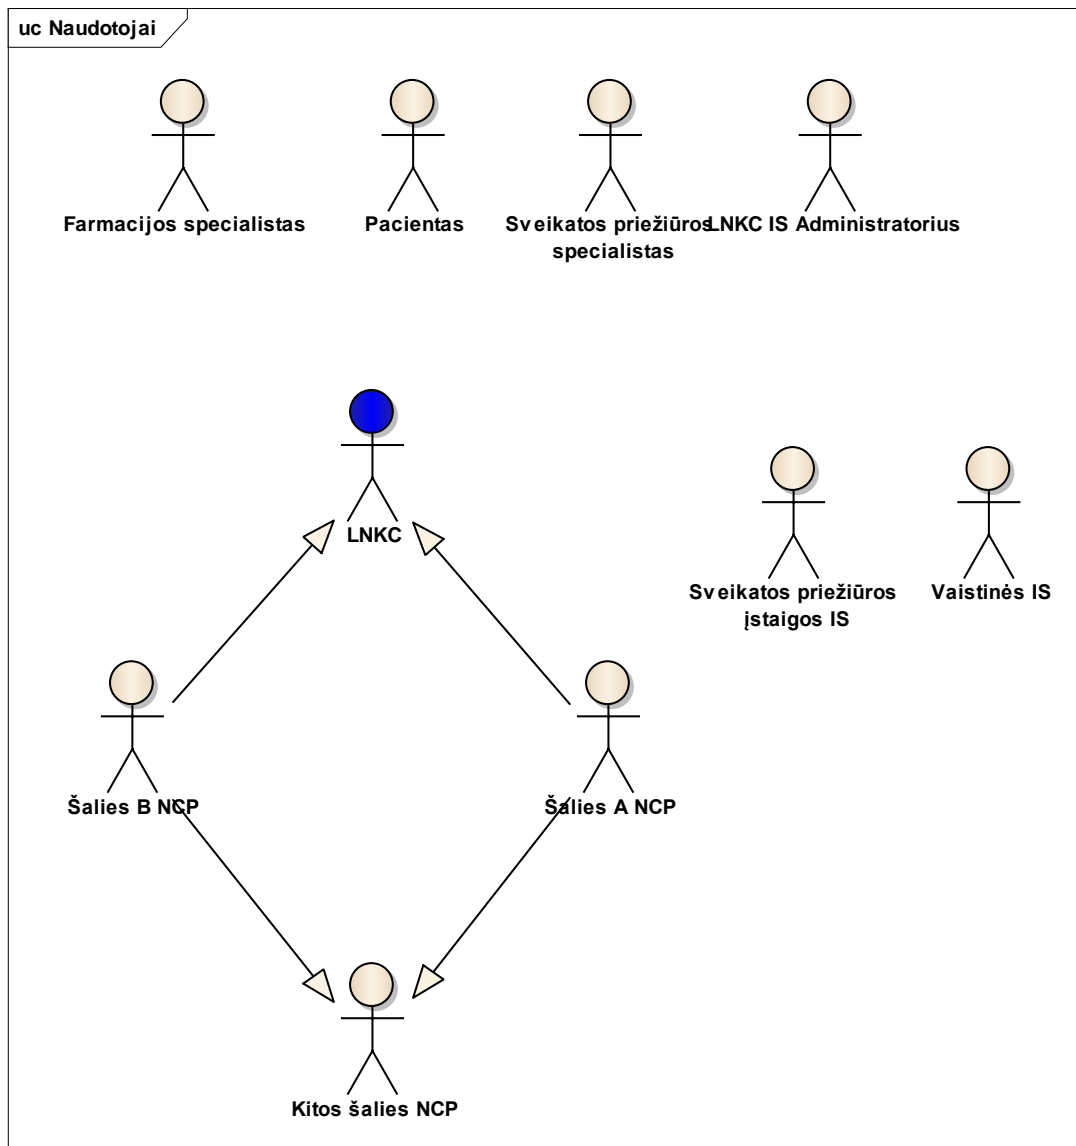 uc Naudotojai
Farmacijos specialistas
Pacientas
Sveikatos priežiūros
specialistas
LNKC IS Administratorius
LNKC
Sveikatos priežiūros
įstaigos IS
Vaistinės IS
Šalies B NCP
Šalies A NCP
Kitos šalies NCP